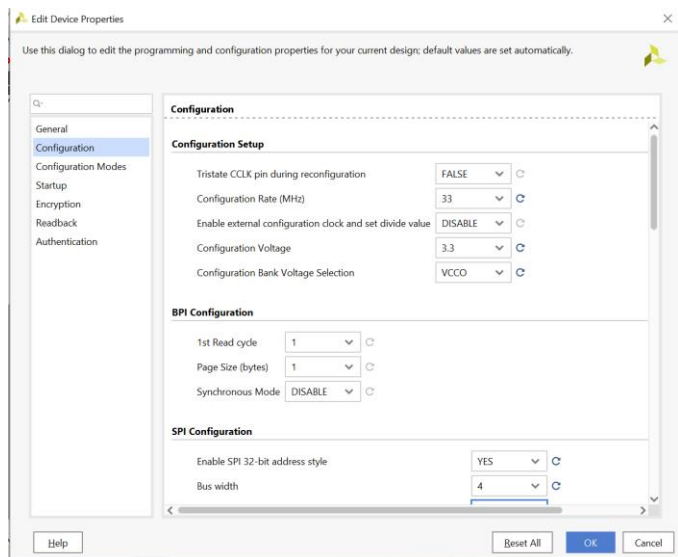 Edit Device Properties
Use this dialog to edit the programming and configuration properties for your current design; default values are set automatically.
General
Configuration
Configuration Modes
Startup
Encryption
Readback
Authentication
Configuration
Configuration Setup
Tristate CCLK pin during reconfiguration FALSE
Configuration Rate (MHz) 33
Enable external configuration clock and set divide value DISABLE
Configuration Voltage 3.3
Configuration Bank Voltage Selection VCCO
BPI Configuration
1st Read cycle 1
Page Size (bytes) 1
Synchronous Mode DISABLE
SPI Configuration
Enable SPI 32-bit address style YES
Bus width 4
Help Reset All OK Cancel